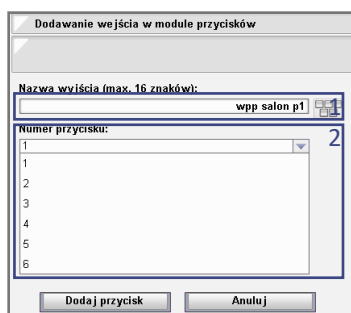 Dodawanie wejścia w module przycisków
Nazwa wyjścia (max. 16 znaków):
wpp salon p1
1
Numer przycisku:
2
1
1
2
3
4
5
6
Dodaj przycisk
Anuluj